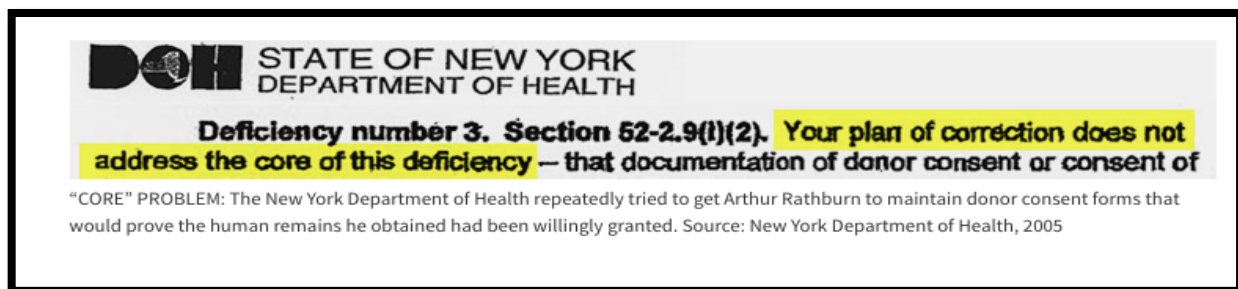 DOH STATE OF NEW YORK
DEPARTMENT OF HEALTH
Deficiency number 3. Section 52-2.9(l)(2). Your plan of correction does not
address the core of this deficiency — that documentation of donor consent or consent of
“CORE” PROBLEM: The New York Department of Health repeatedly tried to get Arthur Rathburn to maintain donor consent forms that
would prove the human remains he obtained had been willingly granted. Source: New York Department of Health, 2005